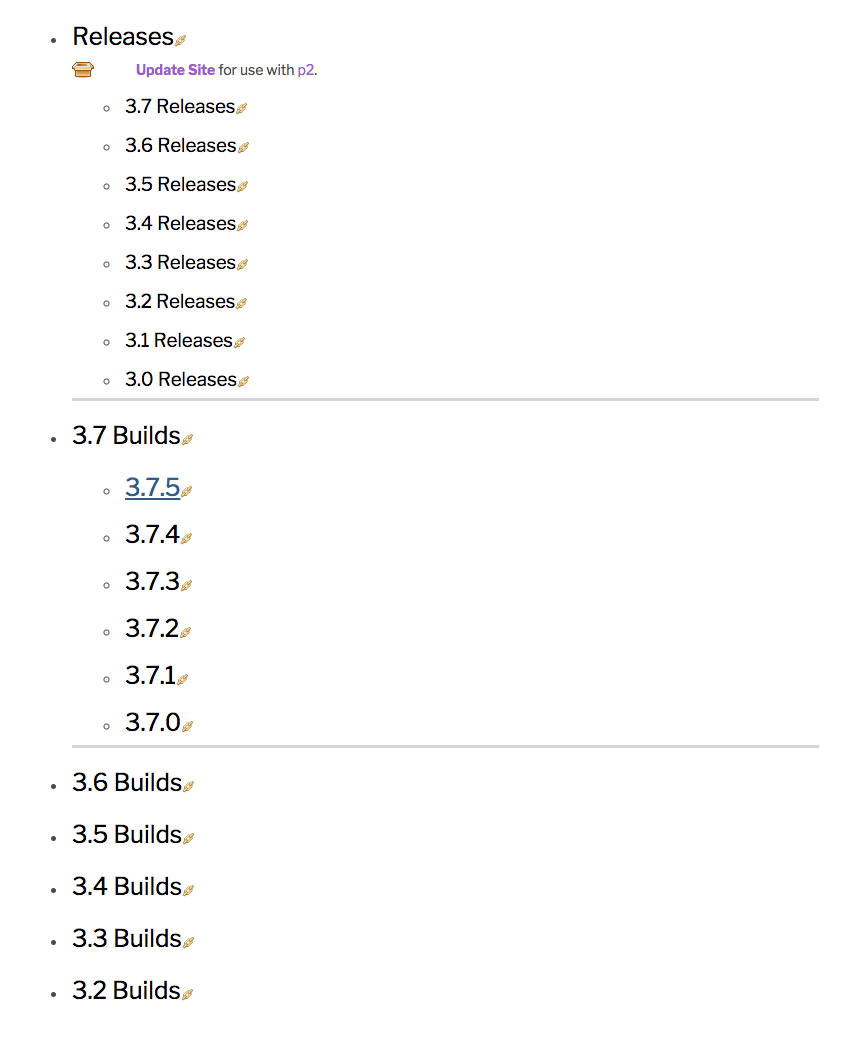 Releases
Update Site for use with p2.
3.7 Releases
3.6 Releases
3.5 Releases
3.4 Releases
3.3 Releases
3.2 Releases
3.1 Releases
3.0 Releases
3.7 Builds
3.7.5
3.7.4
3.7.3
3.7.2
3.7.1
3.7.0
3.6 Builds
3.5 Builds
3.4 Builds
3.3 Builds
3.2 Builds